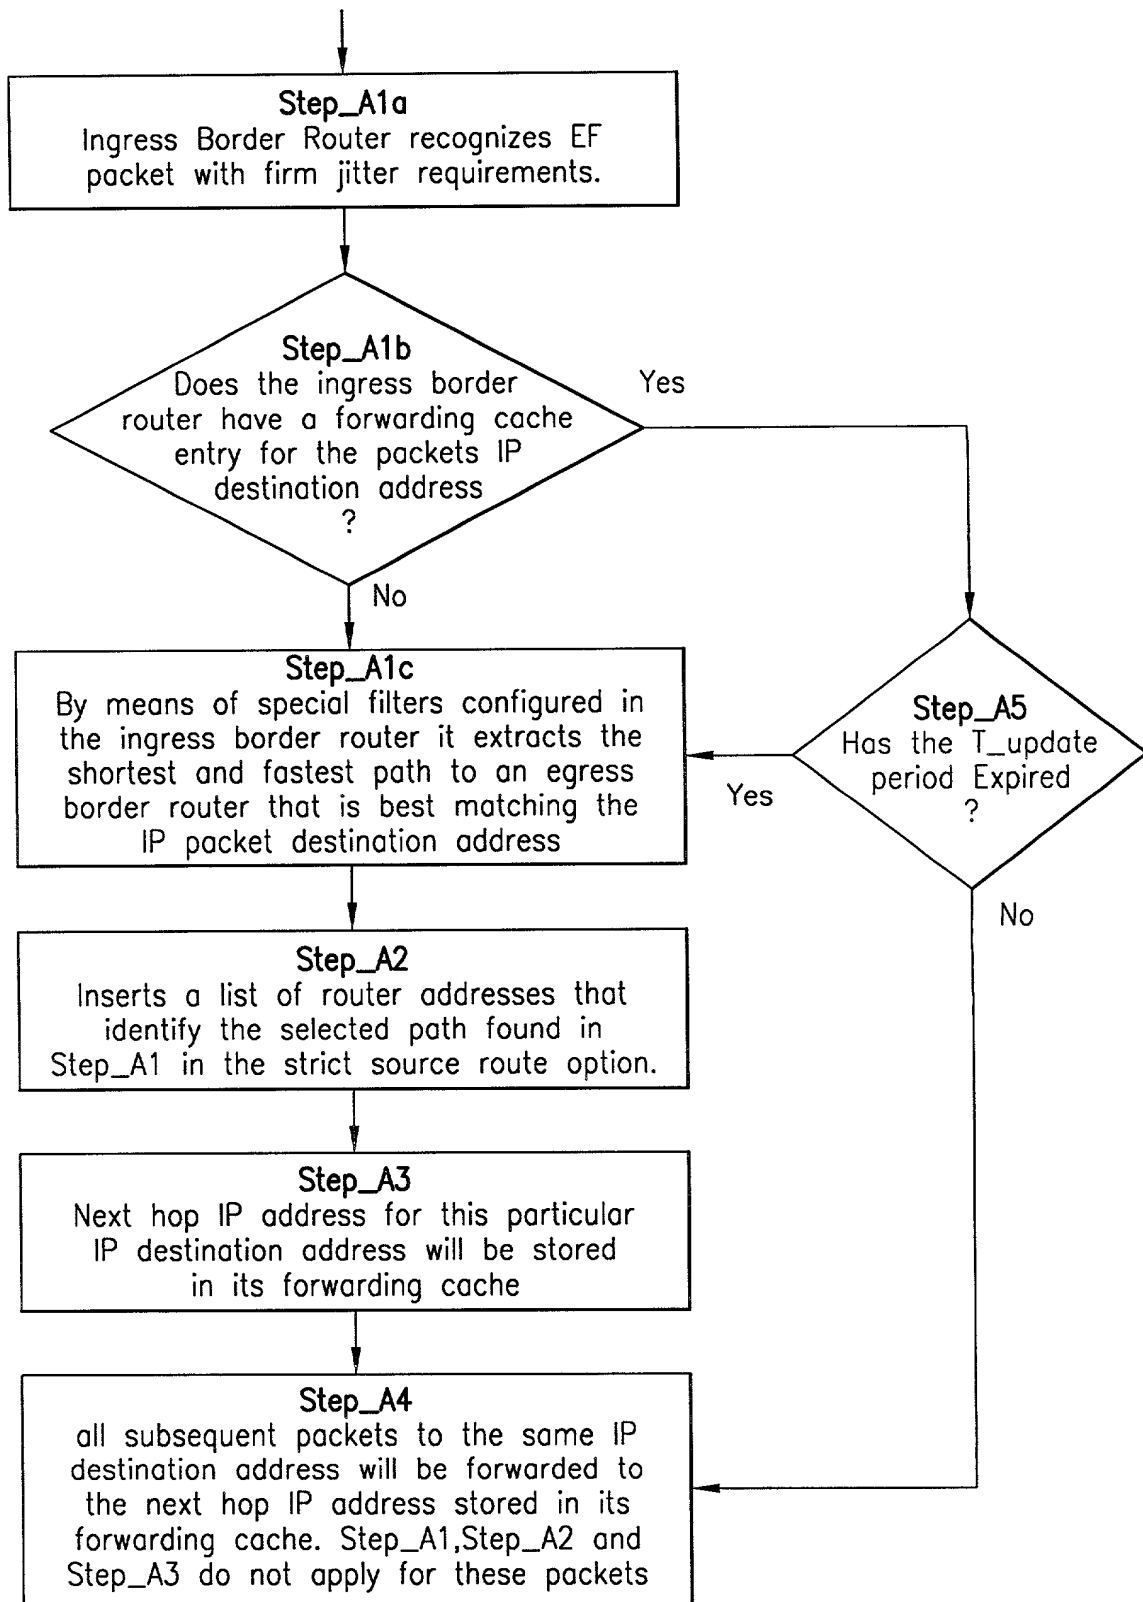 Step_A1a
Ingress Border Router recognizes EF
packet with firm jitter requirements.
Step_A1b
Does the ingress border
router have a forwarding cache
entry for the packets IP
destination address
?
Yes
No
Step_A1c
By means of special filters configured in
the ingress border router it extracts the
shortest and fastest path to an egress
border router that is best matching the
IP packet destination address
Step_A5
Has the T_update
period Expired
?
Yes
No
Step_A2
Inserts a list of router addresses that
identify the selected path found in
Step_A1 in the strict source route option.
Step_A3
Next hop IP address for this particular
IP destination address will be stored
in its forwarding cache
Step_A4
all subsequent packets to the same IP
destination address will be forwarded to
the next hop IP address stored in its
forwarding cache. Step_A1,Step_A2 and
Step_A3 do not apply for these packets